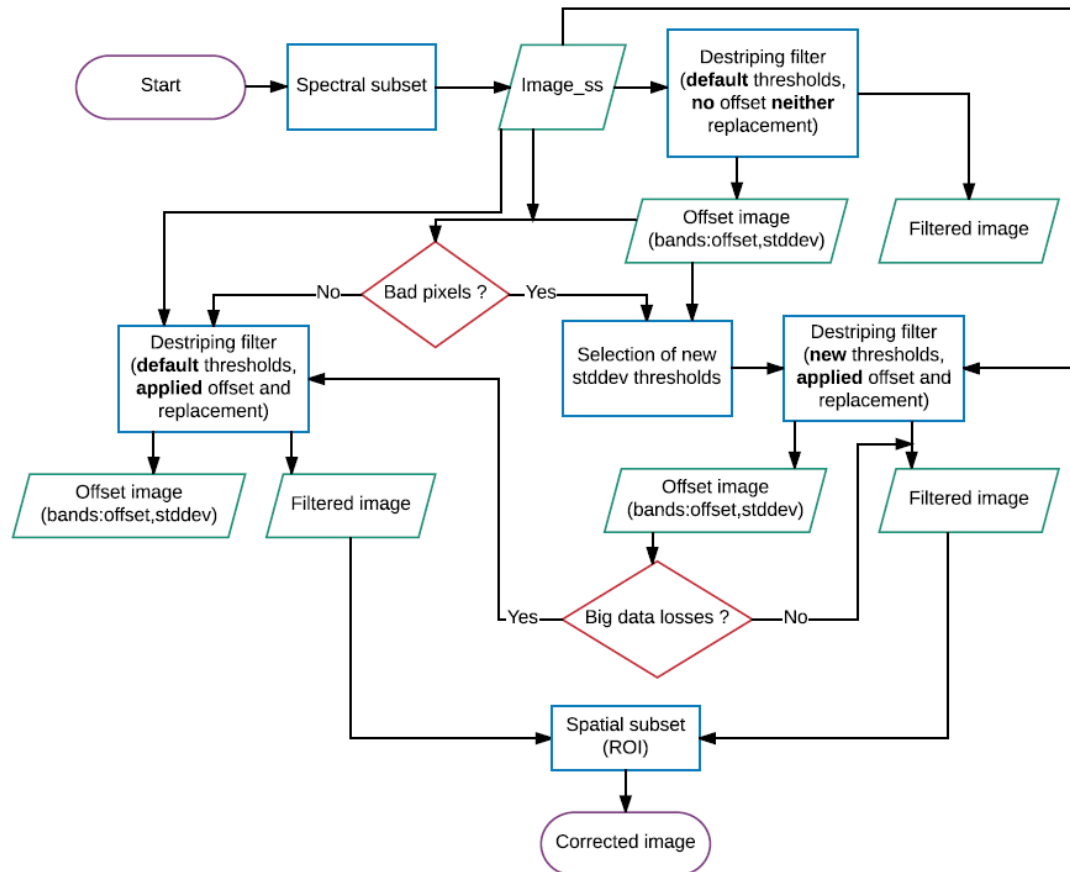 Start
Spectral subset
Image_ss
Destriping filter
(default thresholds,
no offset neither
replacement)
Offset image
(bands:offset,stddev)
Filtered image
Bad pixels ?
No
Yes
Destriping filter
(default thresholds,
applied offset and
replacement)
Selection of new
stddev thresholds
Destriping filter
(new thresholds,
applied offset and
replacement)
Offset image
(bands:offset,stddev)
Filtered image
Offset image
(bands:offset,stddev)
Filtered image
Yes
Big data losses ?
No
Spatial subset
(ROI)
Corrected image